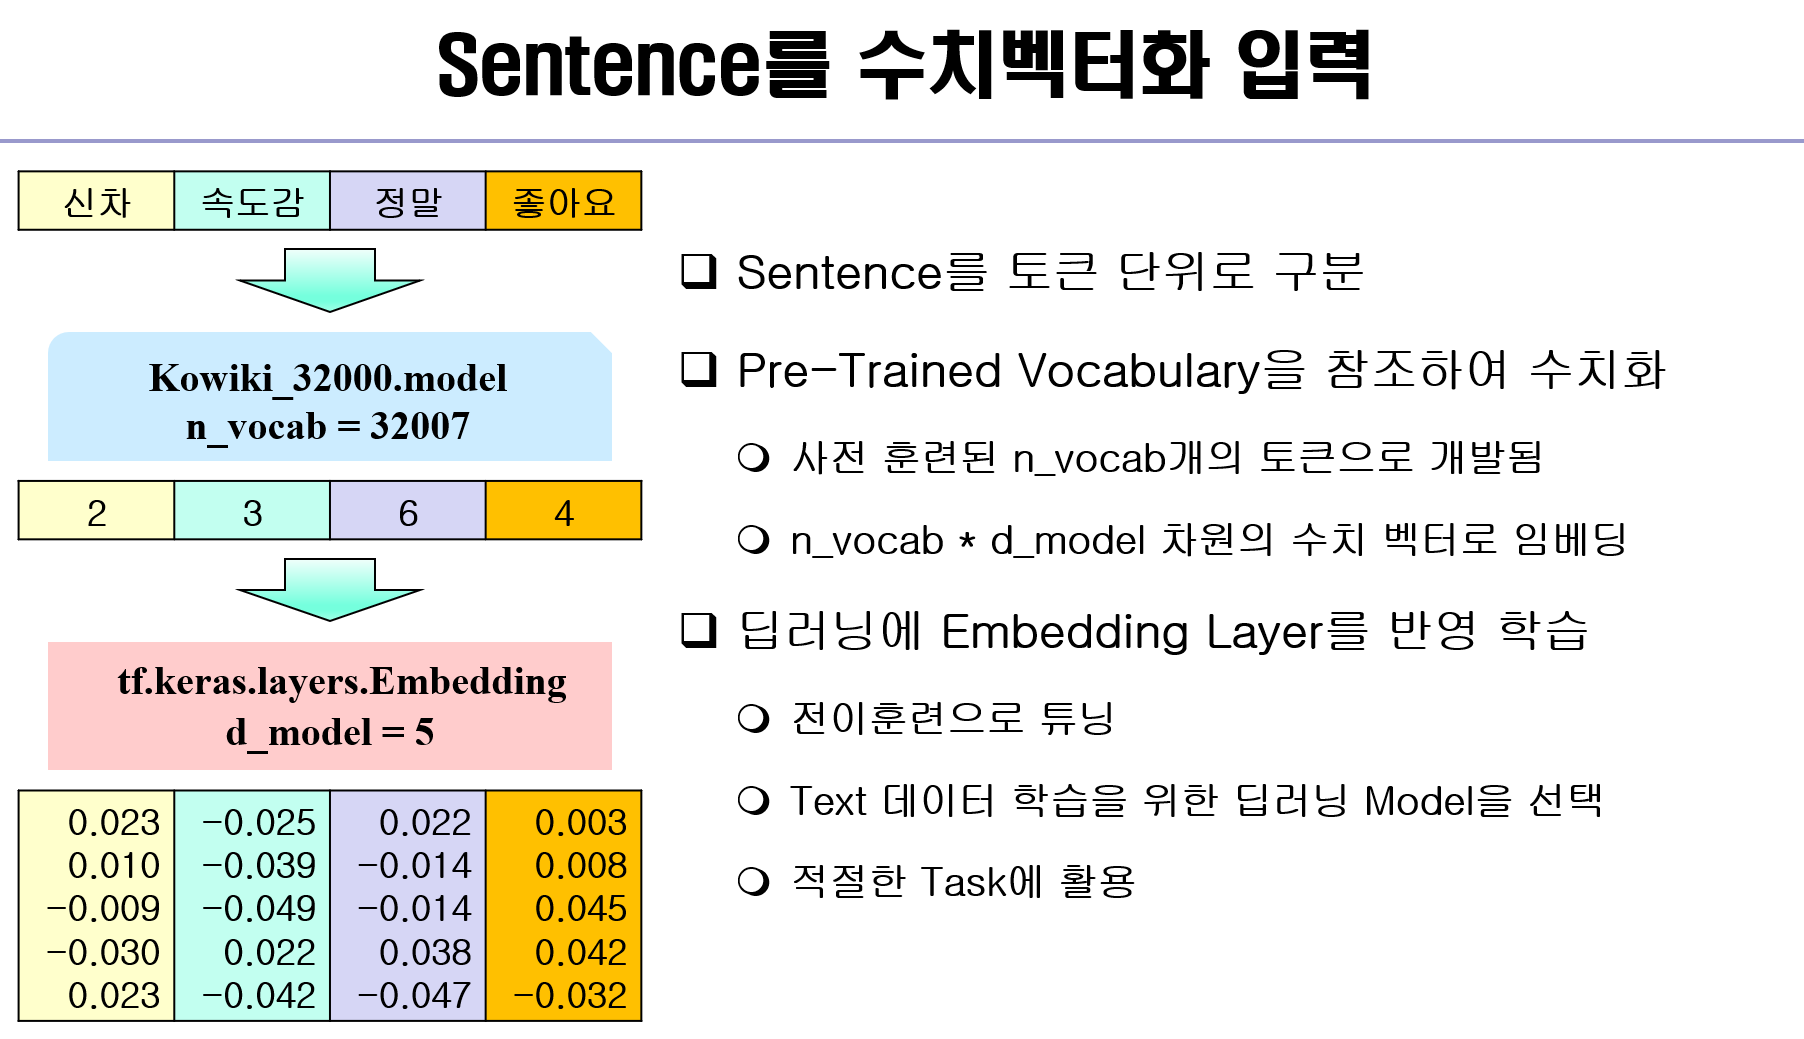 Sentence를 수치벡터화 입력
신차 속도감 정말 좋아요
Kowiki_32000.model
n_vocab = 32007
2 3 6 4
tf.keras.layers.Embedding
d_model = 5
0.023 -0.025 0.022 0.003
0.010 -0.039 -0.014 0.008
-0.009 -0.049 -0.014 0.045
-0.030 0.022 0.038 0.042
0.023 -0.042 -0.047 -0.032
❑ Sentence를 토큰 단위로 구분
❑ Pre-Trained Vocabulary을 참조하여 수치화
❍ 사전 훈련된 n_vocab개의 토큰으로 개발됨
❍ n_vocab * d_model 차원의 수치 벡터로 임베딩
❑ 딥러닝에 Embedding Layer를 반영 학습
❍ 전이훈련으로 튜닝
❍ Text 데이터 학습을 위한 딥러닝 Model을 선택
❍ 적절한 Task에 활용